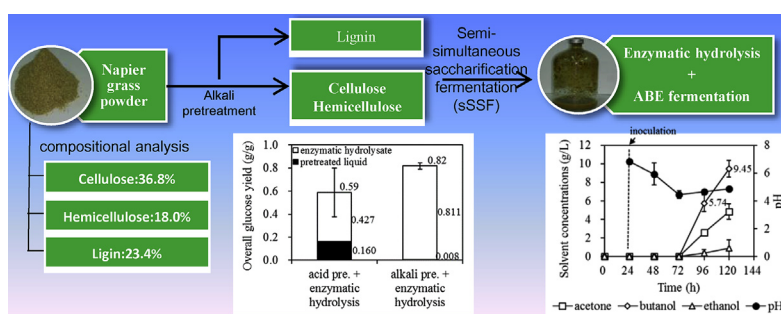 Napier
grass
powder
Alkali
pretreatment
Lignin
Cellulose
Hemicellulose
Semi-
simultaneous
saccharification
fermentation
(sSSF)
Enzymatic hydrolysis
+
ABE fermentation
compositional analysis
Cellulose:36.8%
Hemicellulose:18.0%
Ligin:23.4%
Overall glucose yield (g/g)
1.0
0.8
0.6
0.4
0.2
0.0
enzymatic hydrolysate
pretreated liquid
0.59
0.427
0.160
0.82
0.811
0.008
acid pre. +
enzymatic
hydrolysis
alkali pre. +
enzymatic
hydrolysis
inoculation
Solvent concentrations (g/L)
12
10
8
6
4
2
0
9.45
5.74
8
6
4
2
0
pH
0 24 48 72 96 120 144
Time (h)
acetone butanol ethanol pH